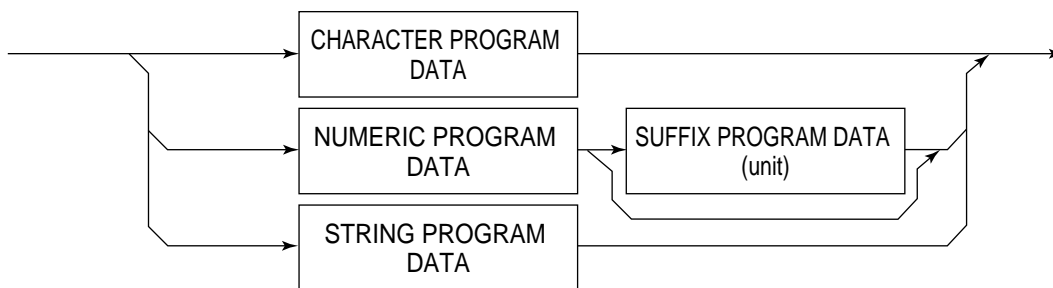 CHARACTER PROGRAM
DATA
NUMERIC PROGRAM
DATA
SUFFIX PROGRAM DATA
(unit)
STRING PROGRAM
DATA